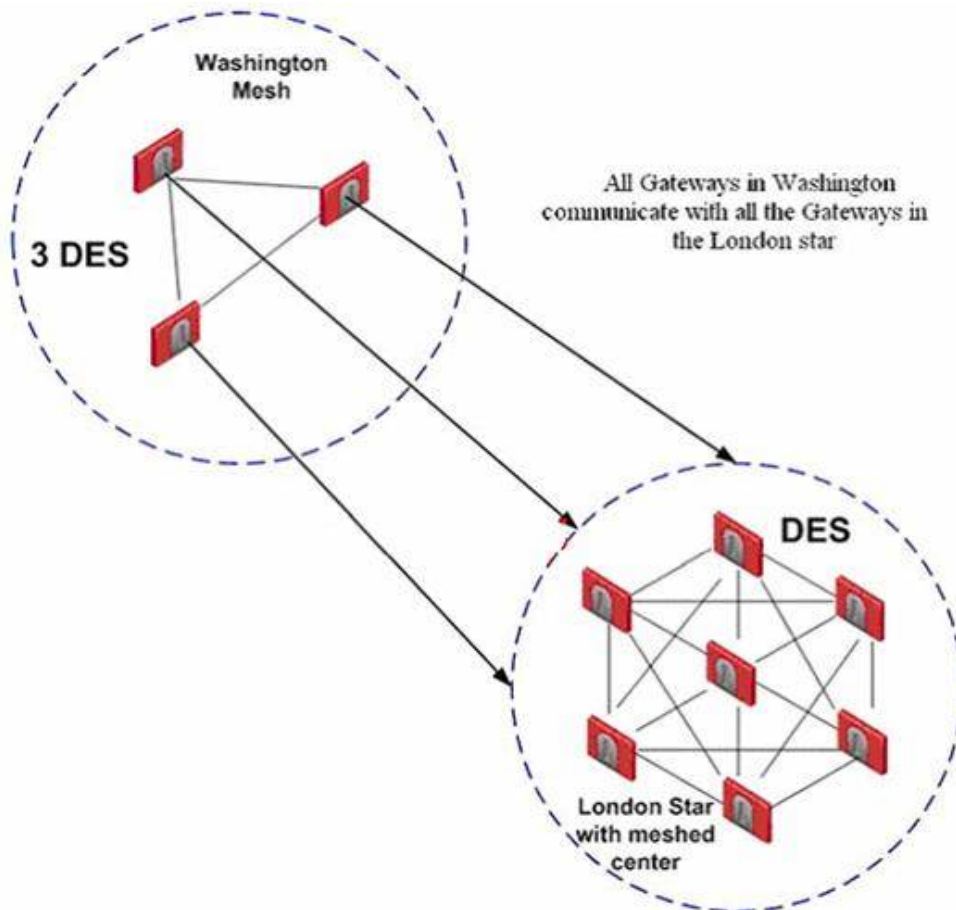 Washington
Mesh
All Gateways in Washington
communicate with all the Gateways in
the London star
3 DES
DES
London Star
with meshed
center